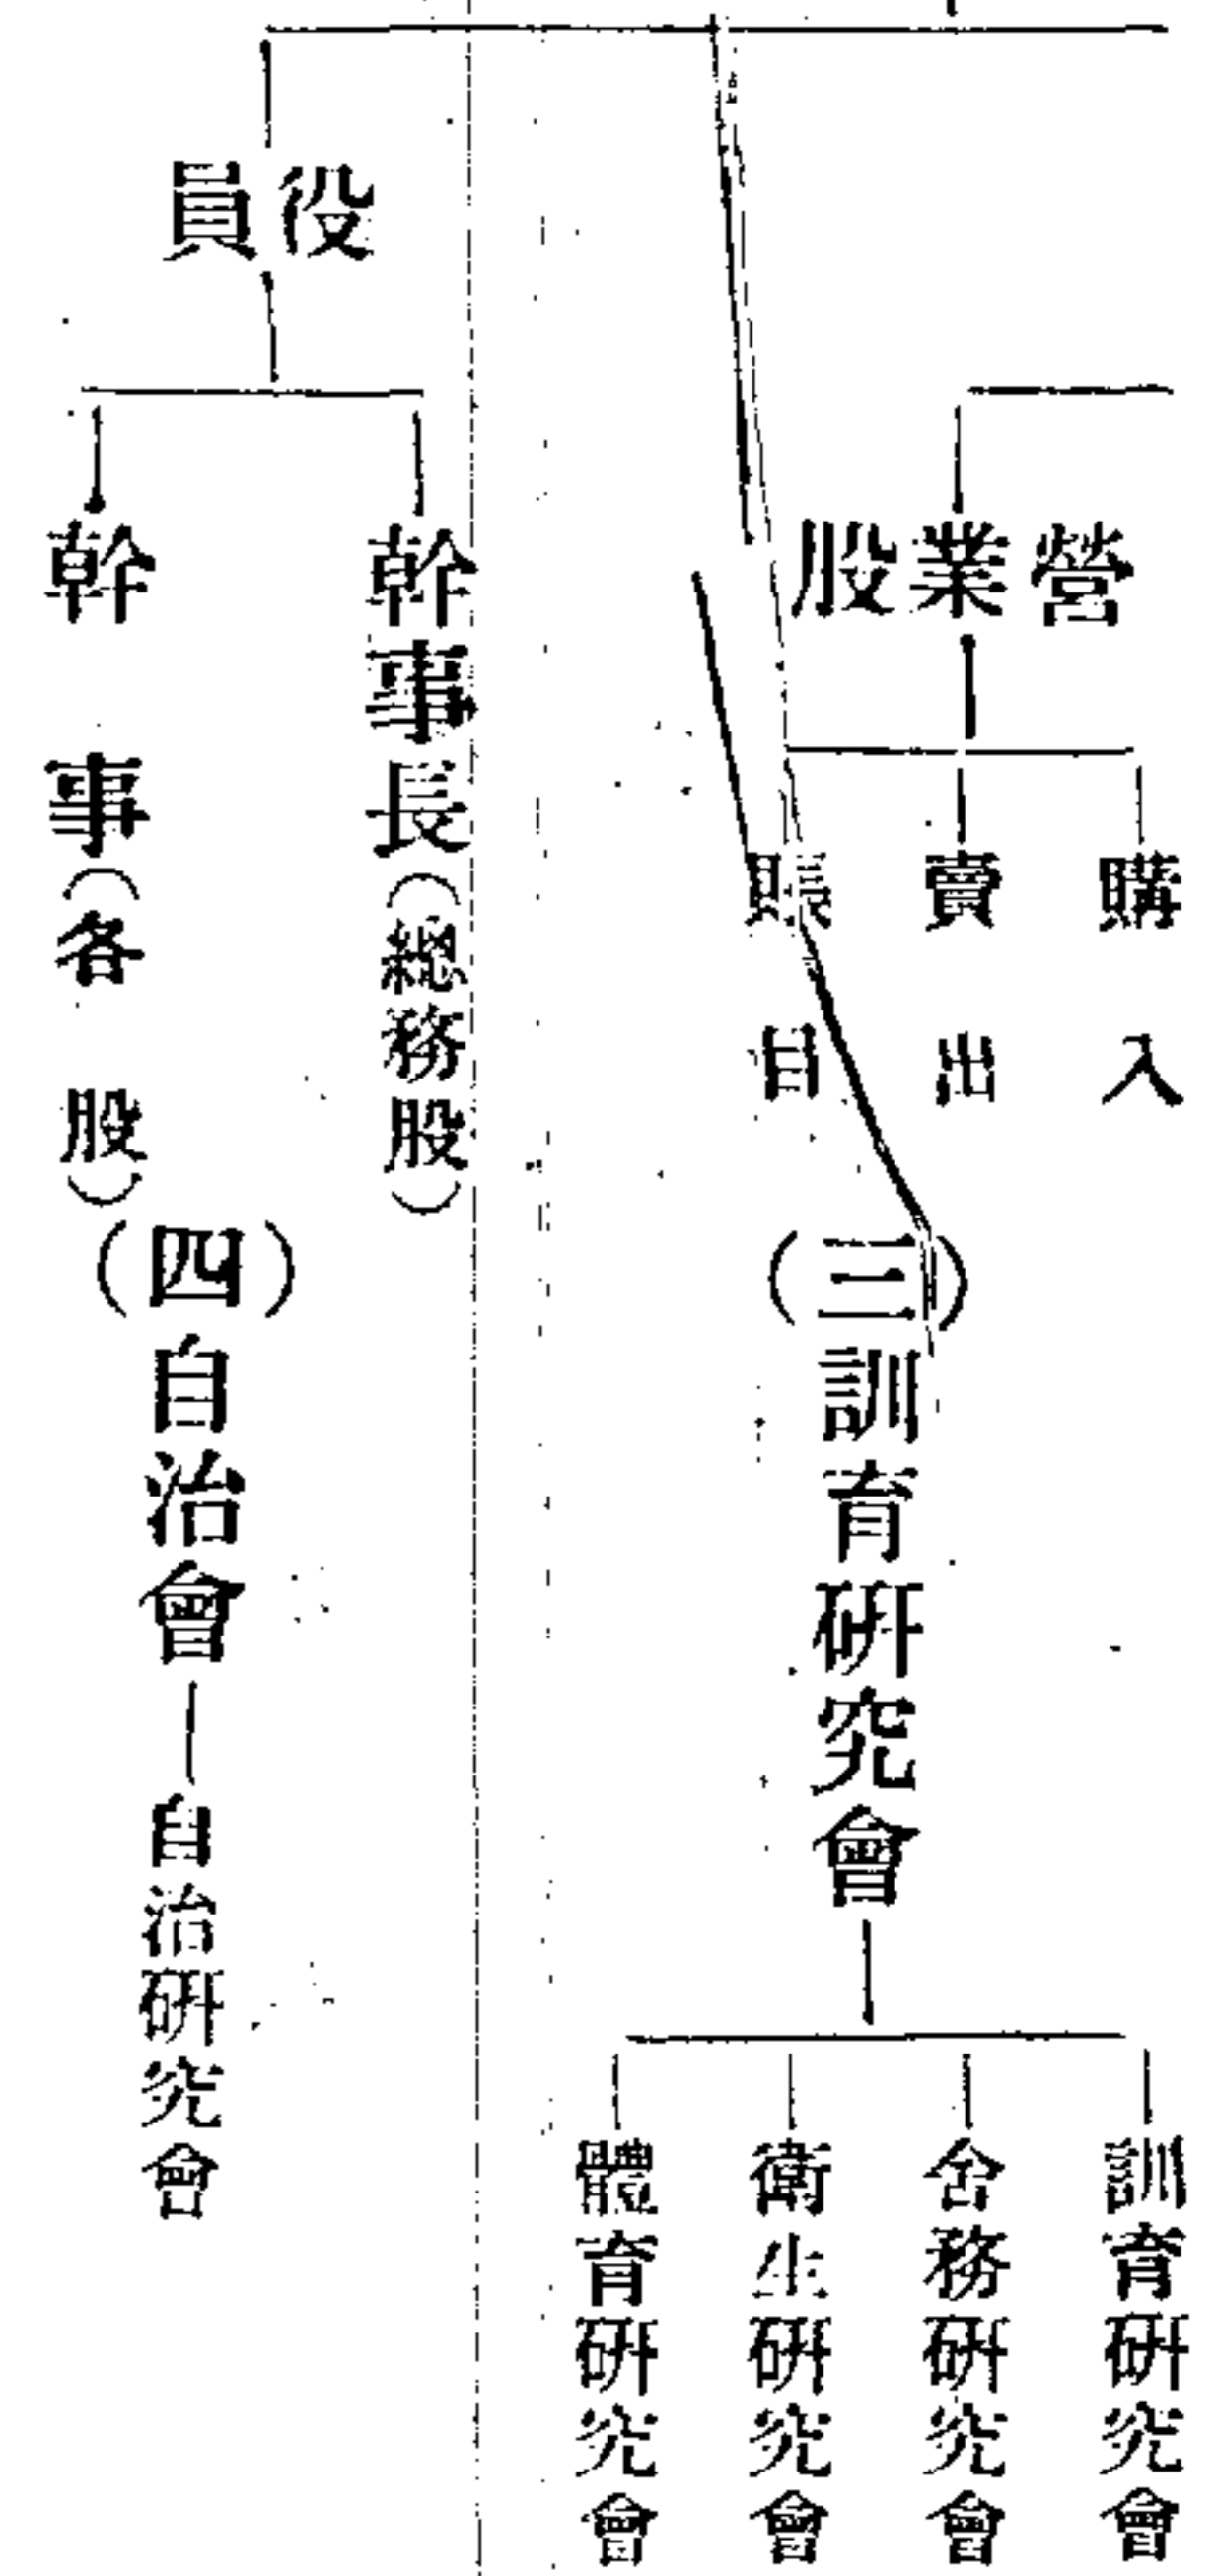 營業股
購入
賣出
賬目
役員
幹事長（總務股）
幹事（各股）
（三）訓育研究會
訓育研究會
舍務研究會
衛生研究會
體育研究會
（四）自治會
自治研究會